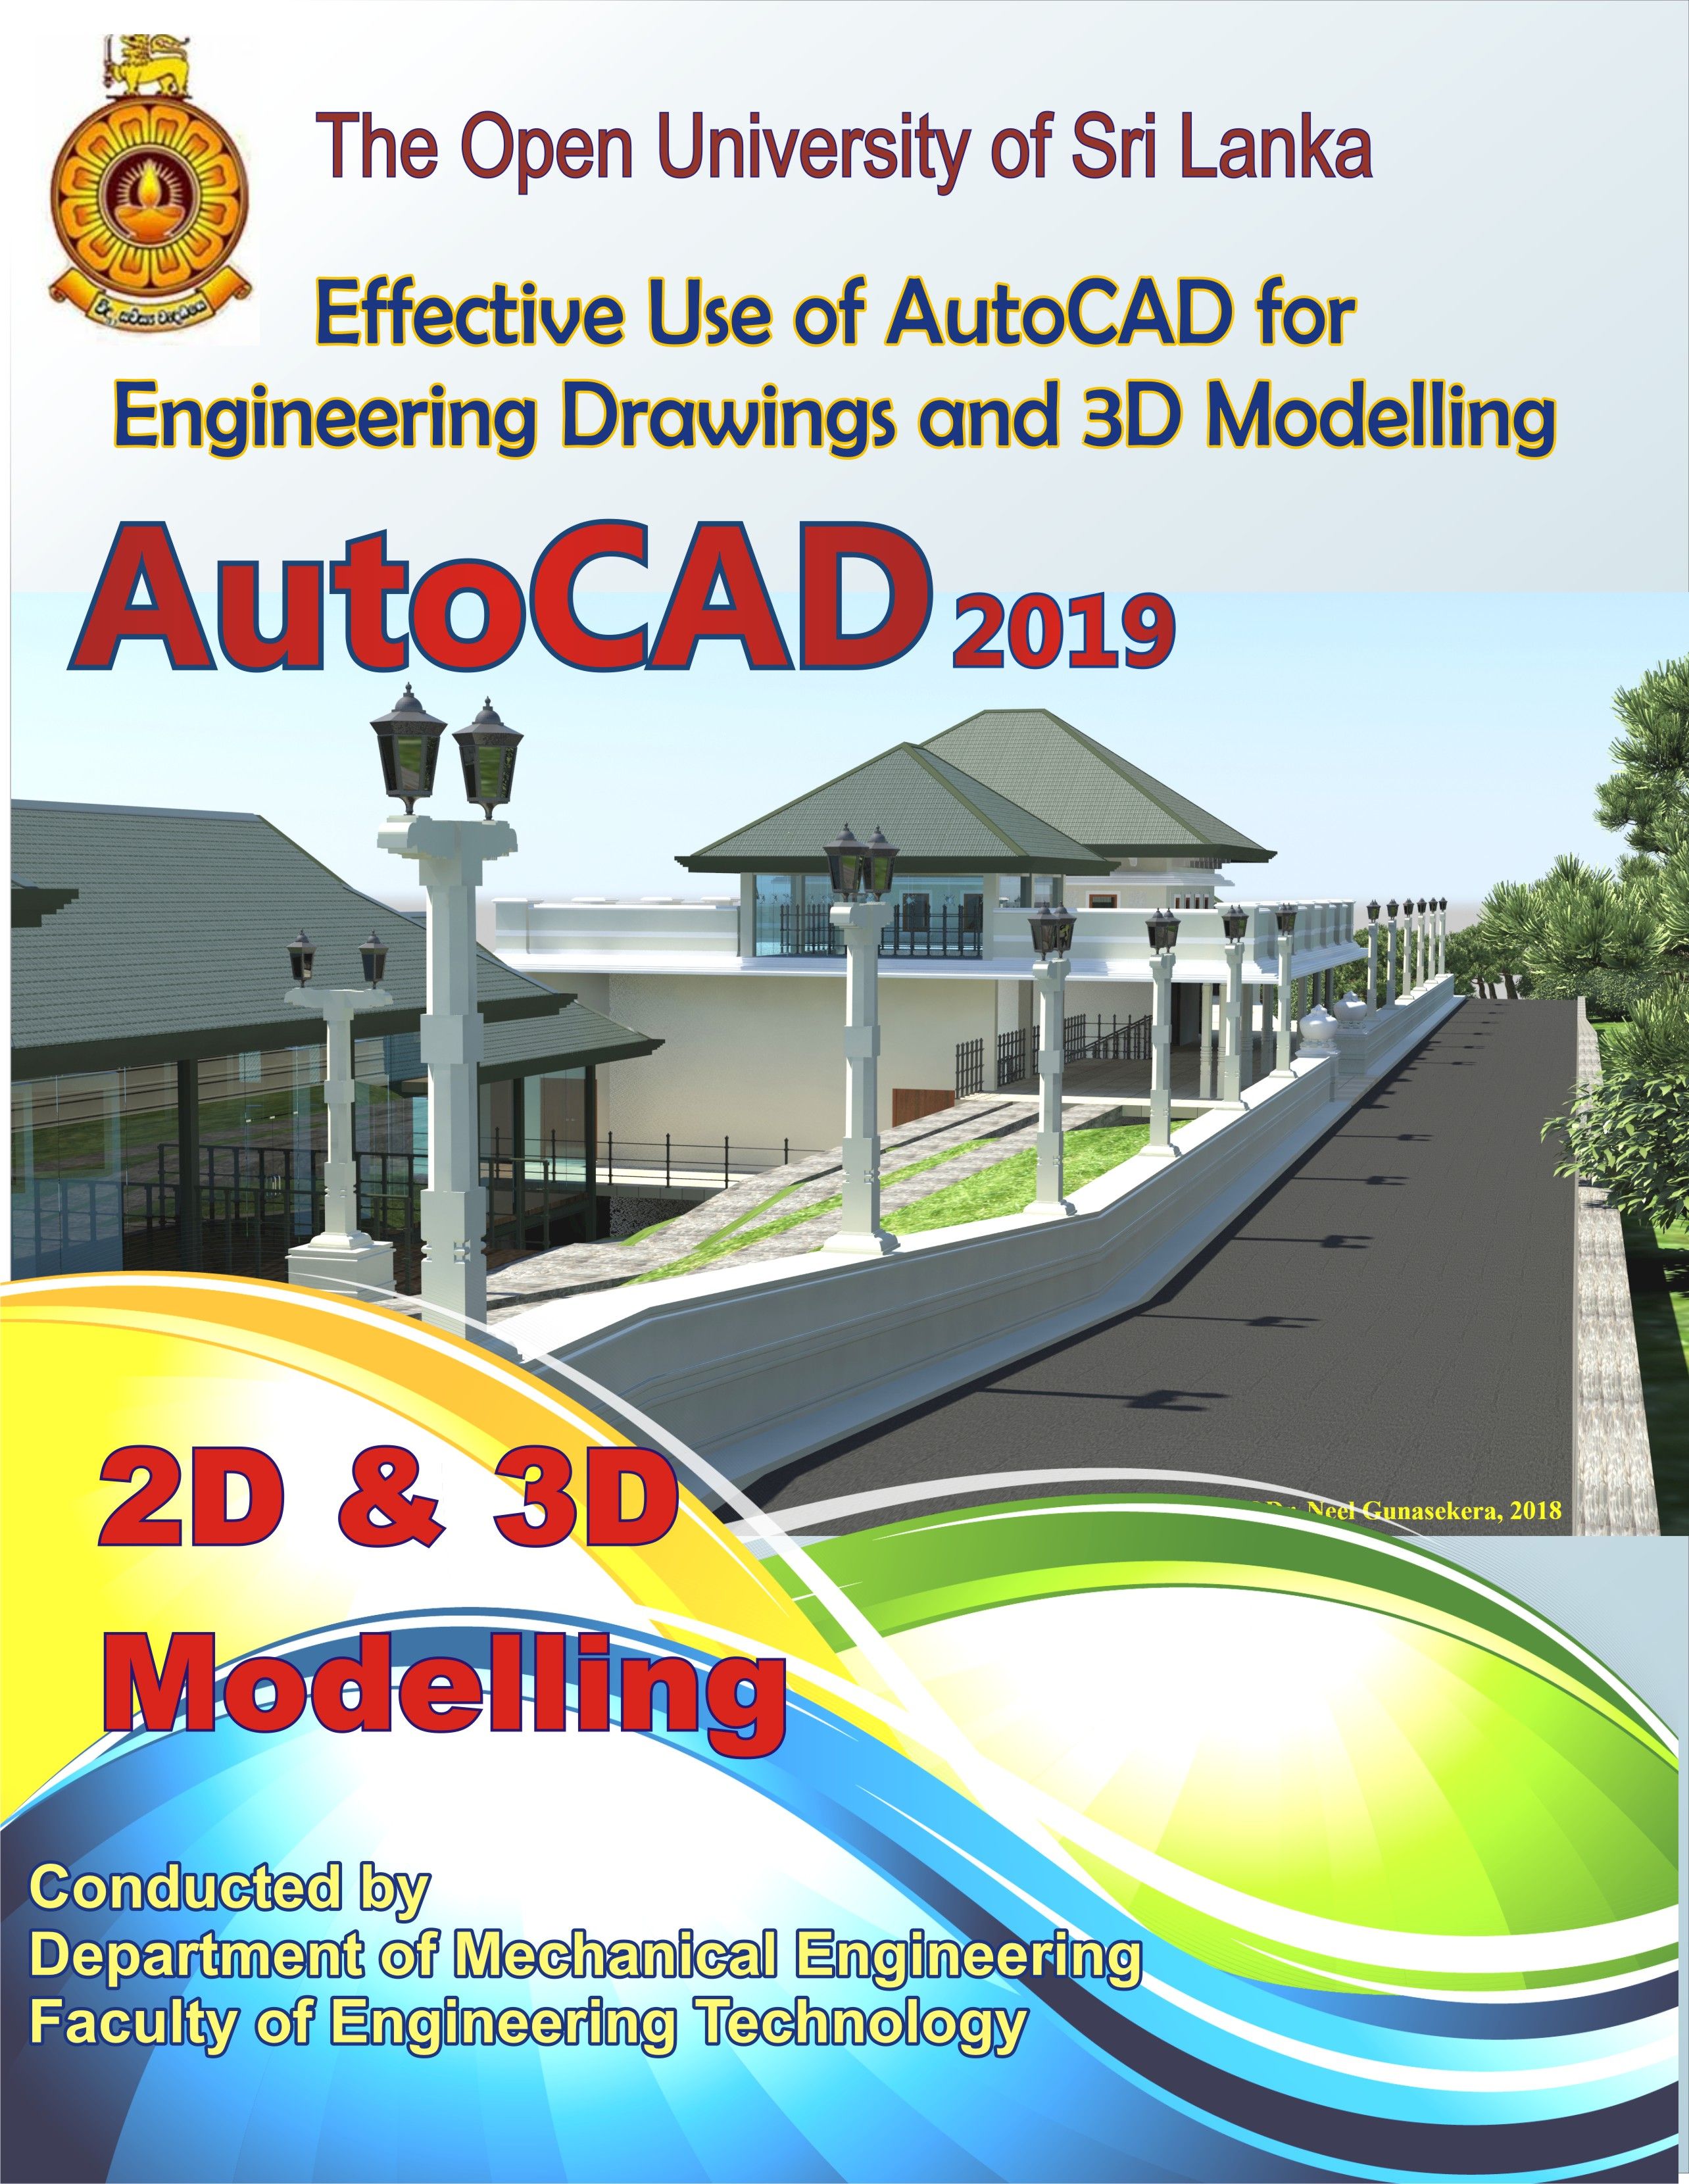 The Open University of Sri Lanka
Effective Use of AutoCAD for
Engineering Drawings and 3D Modelling
AutoCAD 2019
Neel Gunasekera, 2018
2D & 3D
Modelling
Conducted by
Department of Mechanical Engineering
Faculty of Engineering Technology